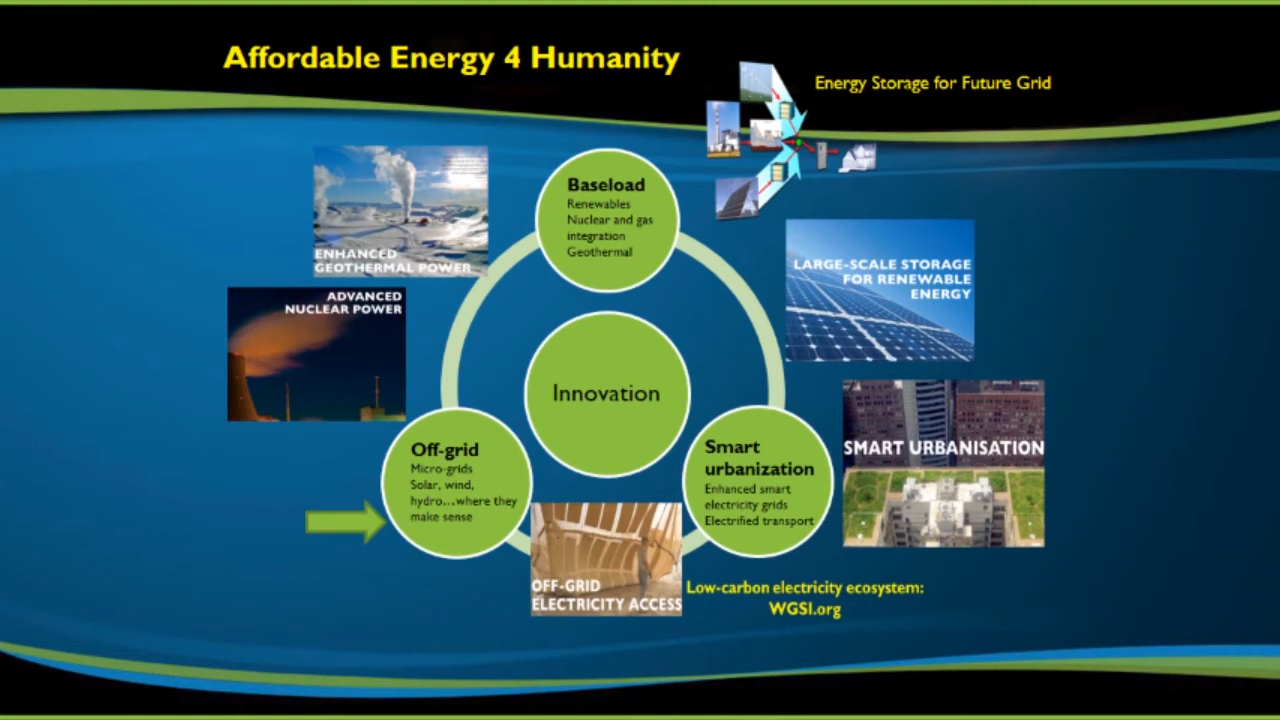 Affordable Energy 4 Humanity
Energy Storage for Future Grid
Baseload
Renewables
Nuclear and gas
integration
Geothermal
ENHANCED
GEOTHERMAL POWER
ADVANCED
NUCLEAR POWER
LARGE-SCALE STORAGE
FOR RENEWABLE
ENERGY
Innovation
SMART URBANISATION
Off-grid
Micro-grids
Solar, wind,
hydro...where they
make sense
Smart
urbanization
Enhanced smart
electricity grids
Electrified transport
OFF-GRID
ELECTRICITY ACCESS
Low-carbon electricity ecosystem:
WGSI.org